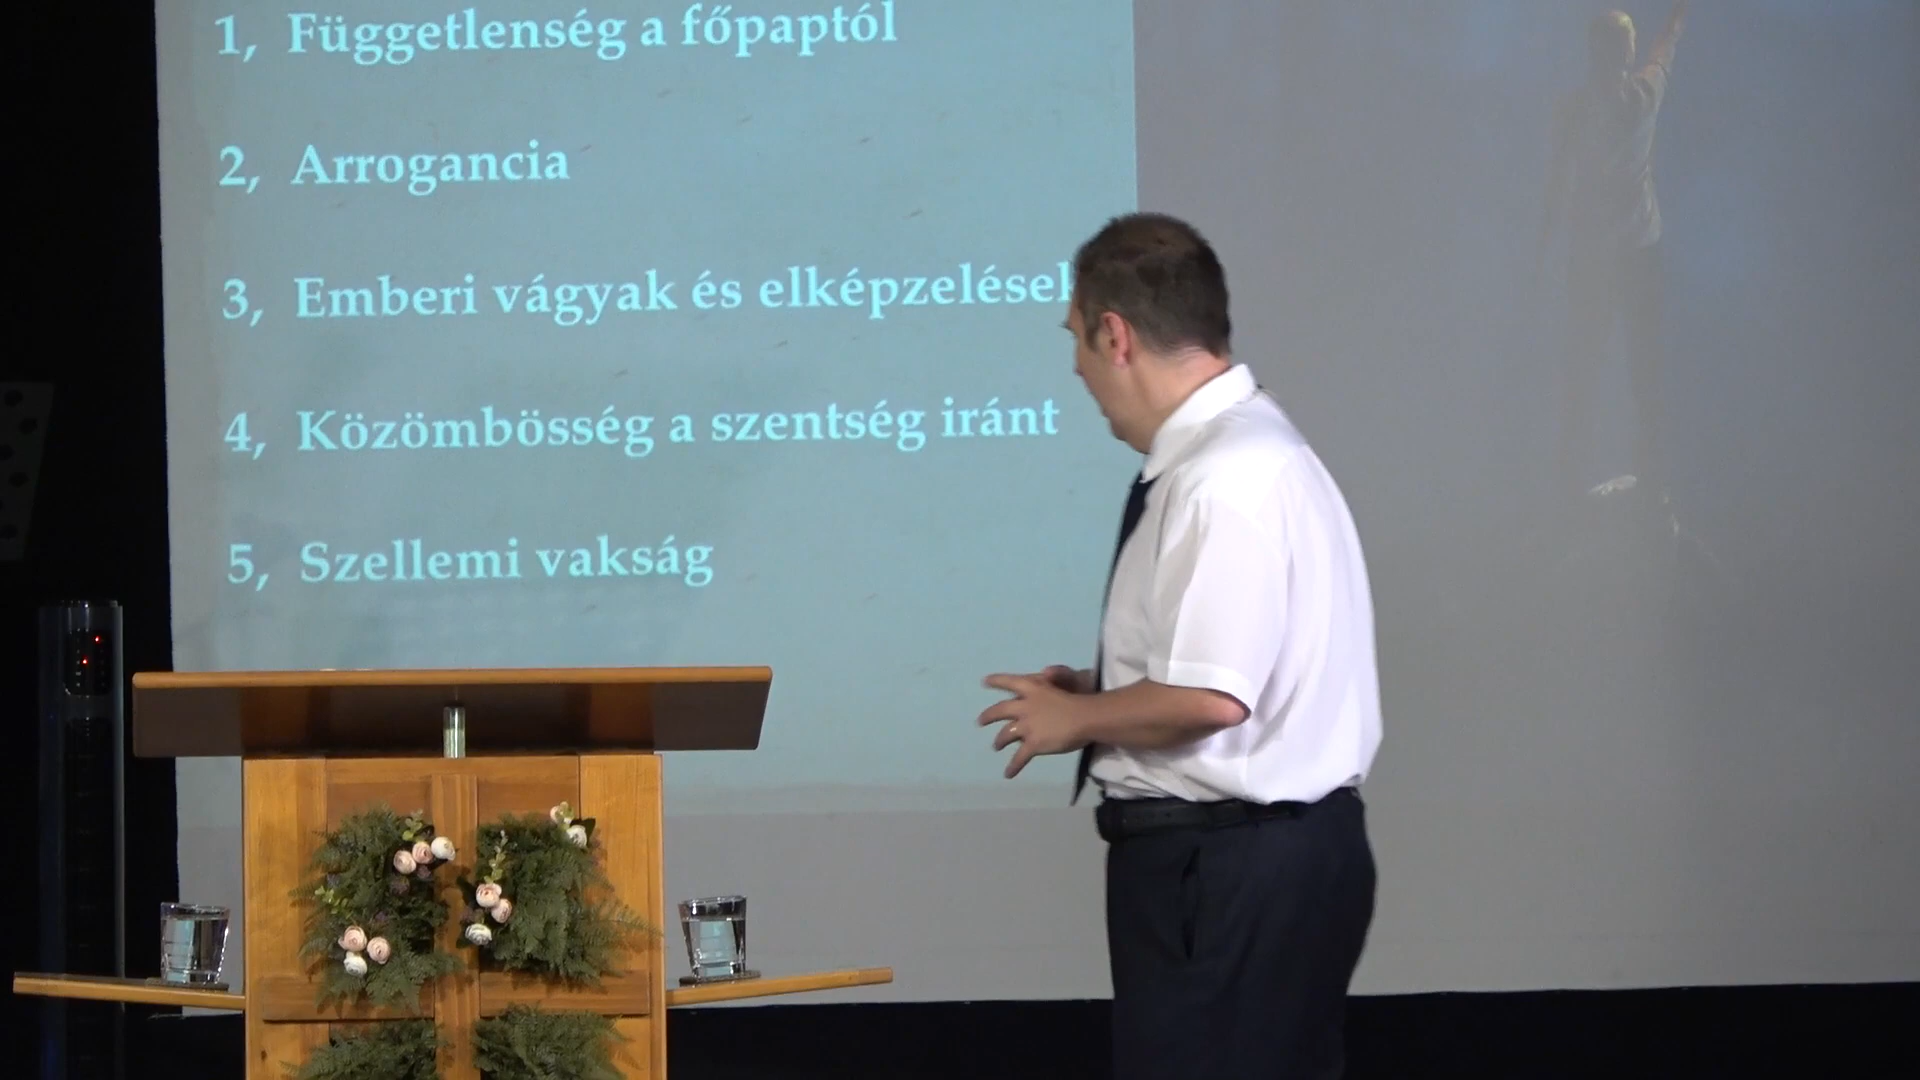 1, Függetlenség a főpaptól
2, Arrogancia
3, Emberi vágyak és elképzelések
4, Közömbösség a szentség iránt
5, Szellemi vakság